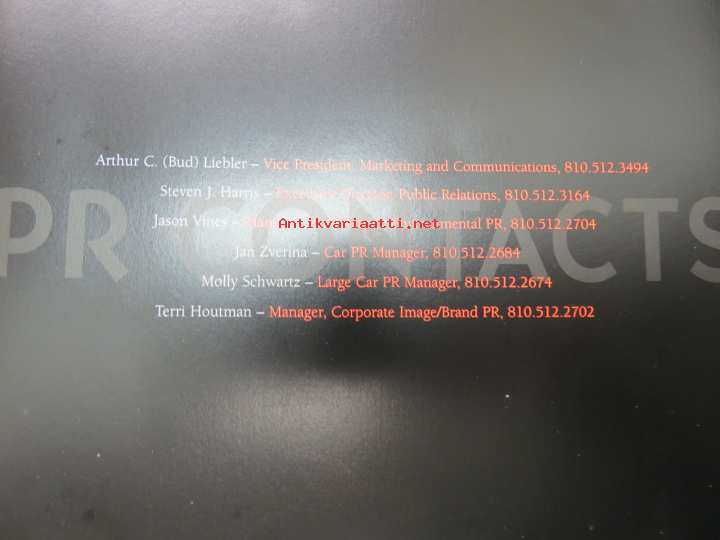 PR CONTACTS
Arthur C. (Bud) Liebler – Vice President, Marketing and Communications, 810.512.3494
Steven J. Harris – Executive Director, Public Relations, 810.512.3164
Jason Vines – PR, 810.512.2704
Antikvariaatti.net
Jan Zverina – Car PR Manager, 810.512.2684
Molly Schwartz – Large Car PR Manager, 810.512.2674
Terri Houtman – Manager, Corporate Image/Brand PR, 810.512.2702